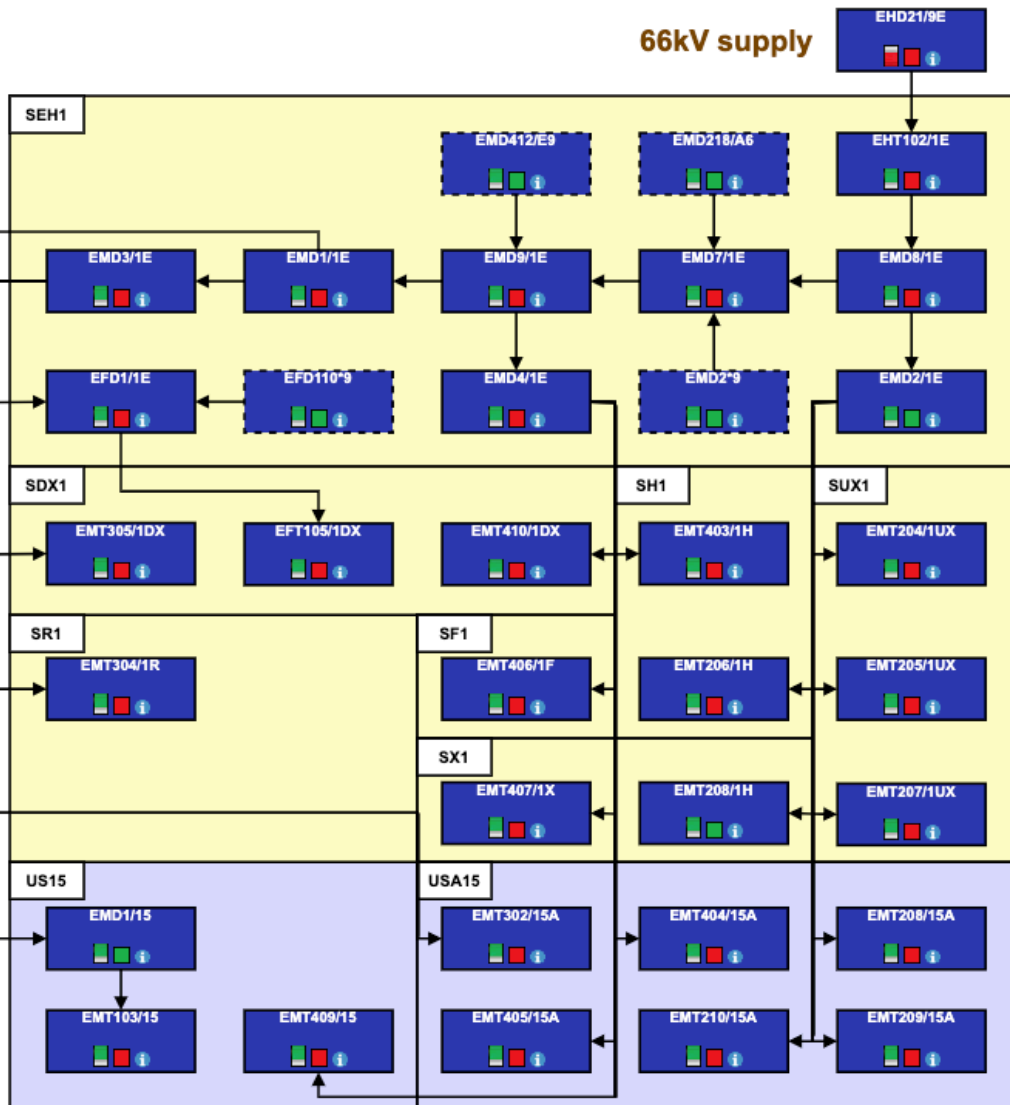 EHD21/9E
66kV supply
SEH1
EMD412/E9
EMD218/A6
EHT102/1E
EMD3/1E
EMD1/1E
EMD9/1E
EMD7/1E
EMD8/1E
EFD1/1E
EFD110*9
EMD4/1E
EMD2*9
EMD2/1E
SDX1
SH1
SUX1
EMT305/1DX
EFT105/1DX
EMT410/1DX
EMT403/1H
EMT204/1UX
SR1
SF1
EMT304/1R
EMT406/1F
EMT206/1H
EMT205/1UX
SX1
EMT407/1X
EMT208/1H
EMT207/1UX
US15
USA15
EMD1/15
EMT302/15A
EMT404/15A
EMT208/15A
EMT103/15
EMT409/15
EMT405/15A
EMT210/15A
EMT209/15A